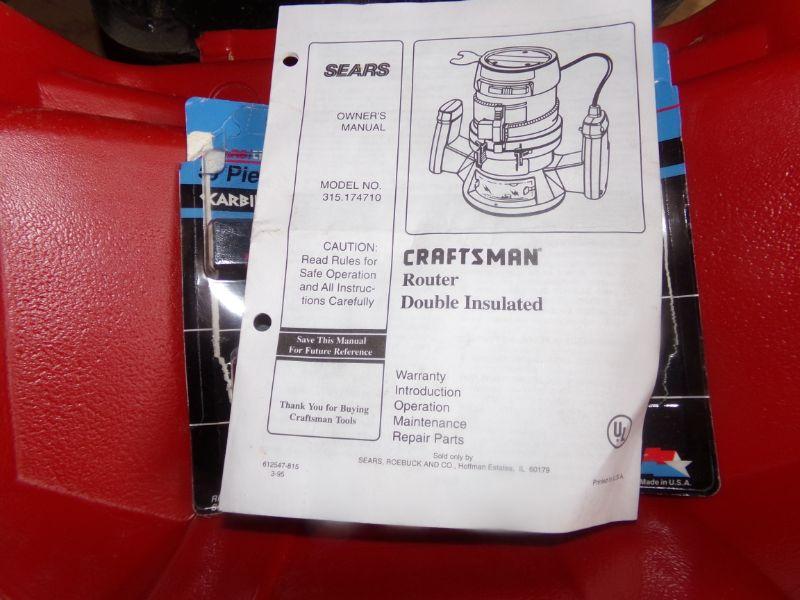 SEARS
OWNER'S
MANUAL
MODEL NO.
315.174710
CAUTION:
Read Rules for
Safe Operation
and All Instruc-
tions Carefully
Save This Manual
For Future Reference
Thank You for Buying
Craftsman Tools
612547-815
3-95
CRAFTSMAN
Router
Double Insulated
Warranty
Introduction
Operation
Maintenance
Repair Parts
Sold only by
SEARS, ROEBUCK AND CO., Hoffman Estates, IL 60179
UL
Printed in U.S.A.
Made in U.S.A.